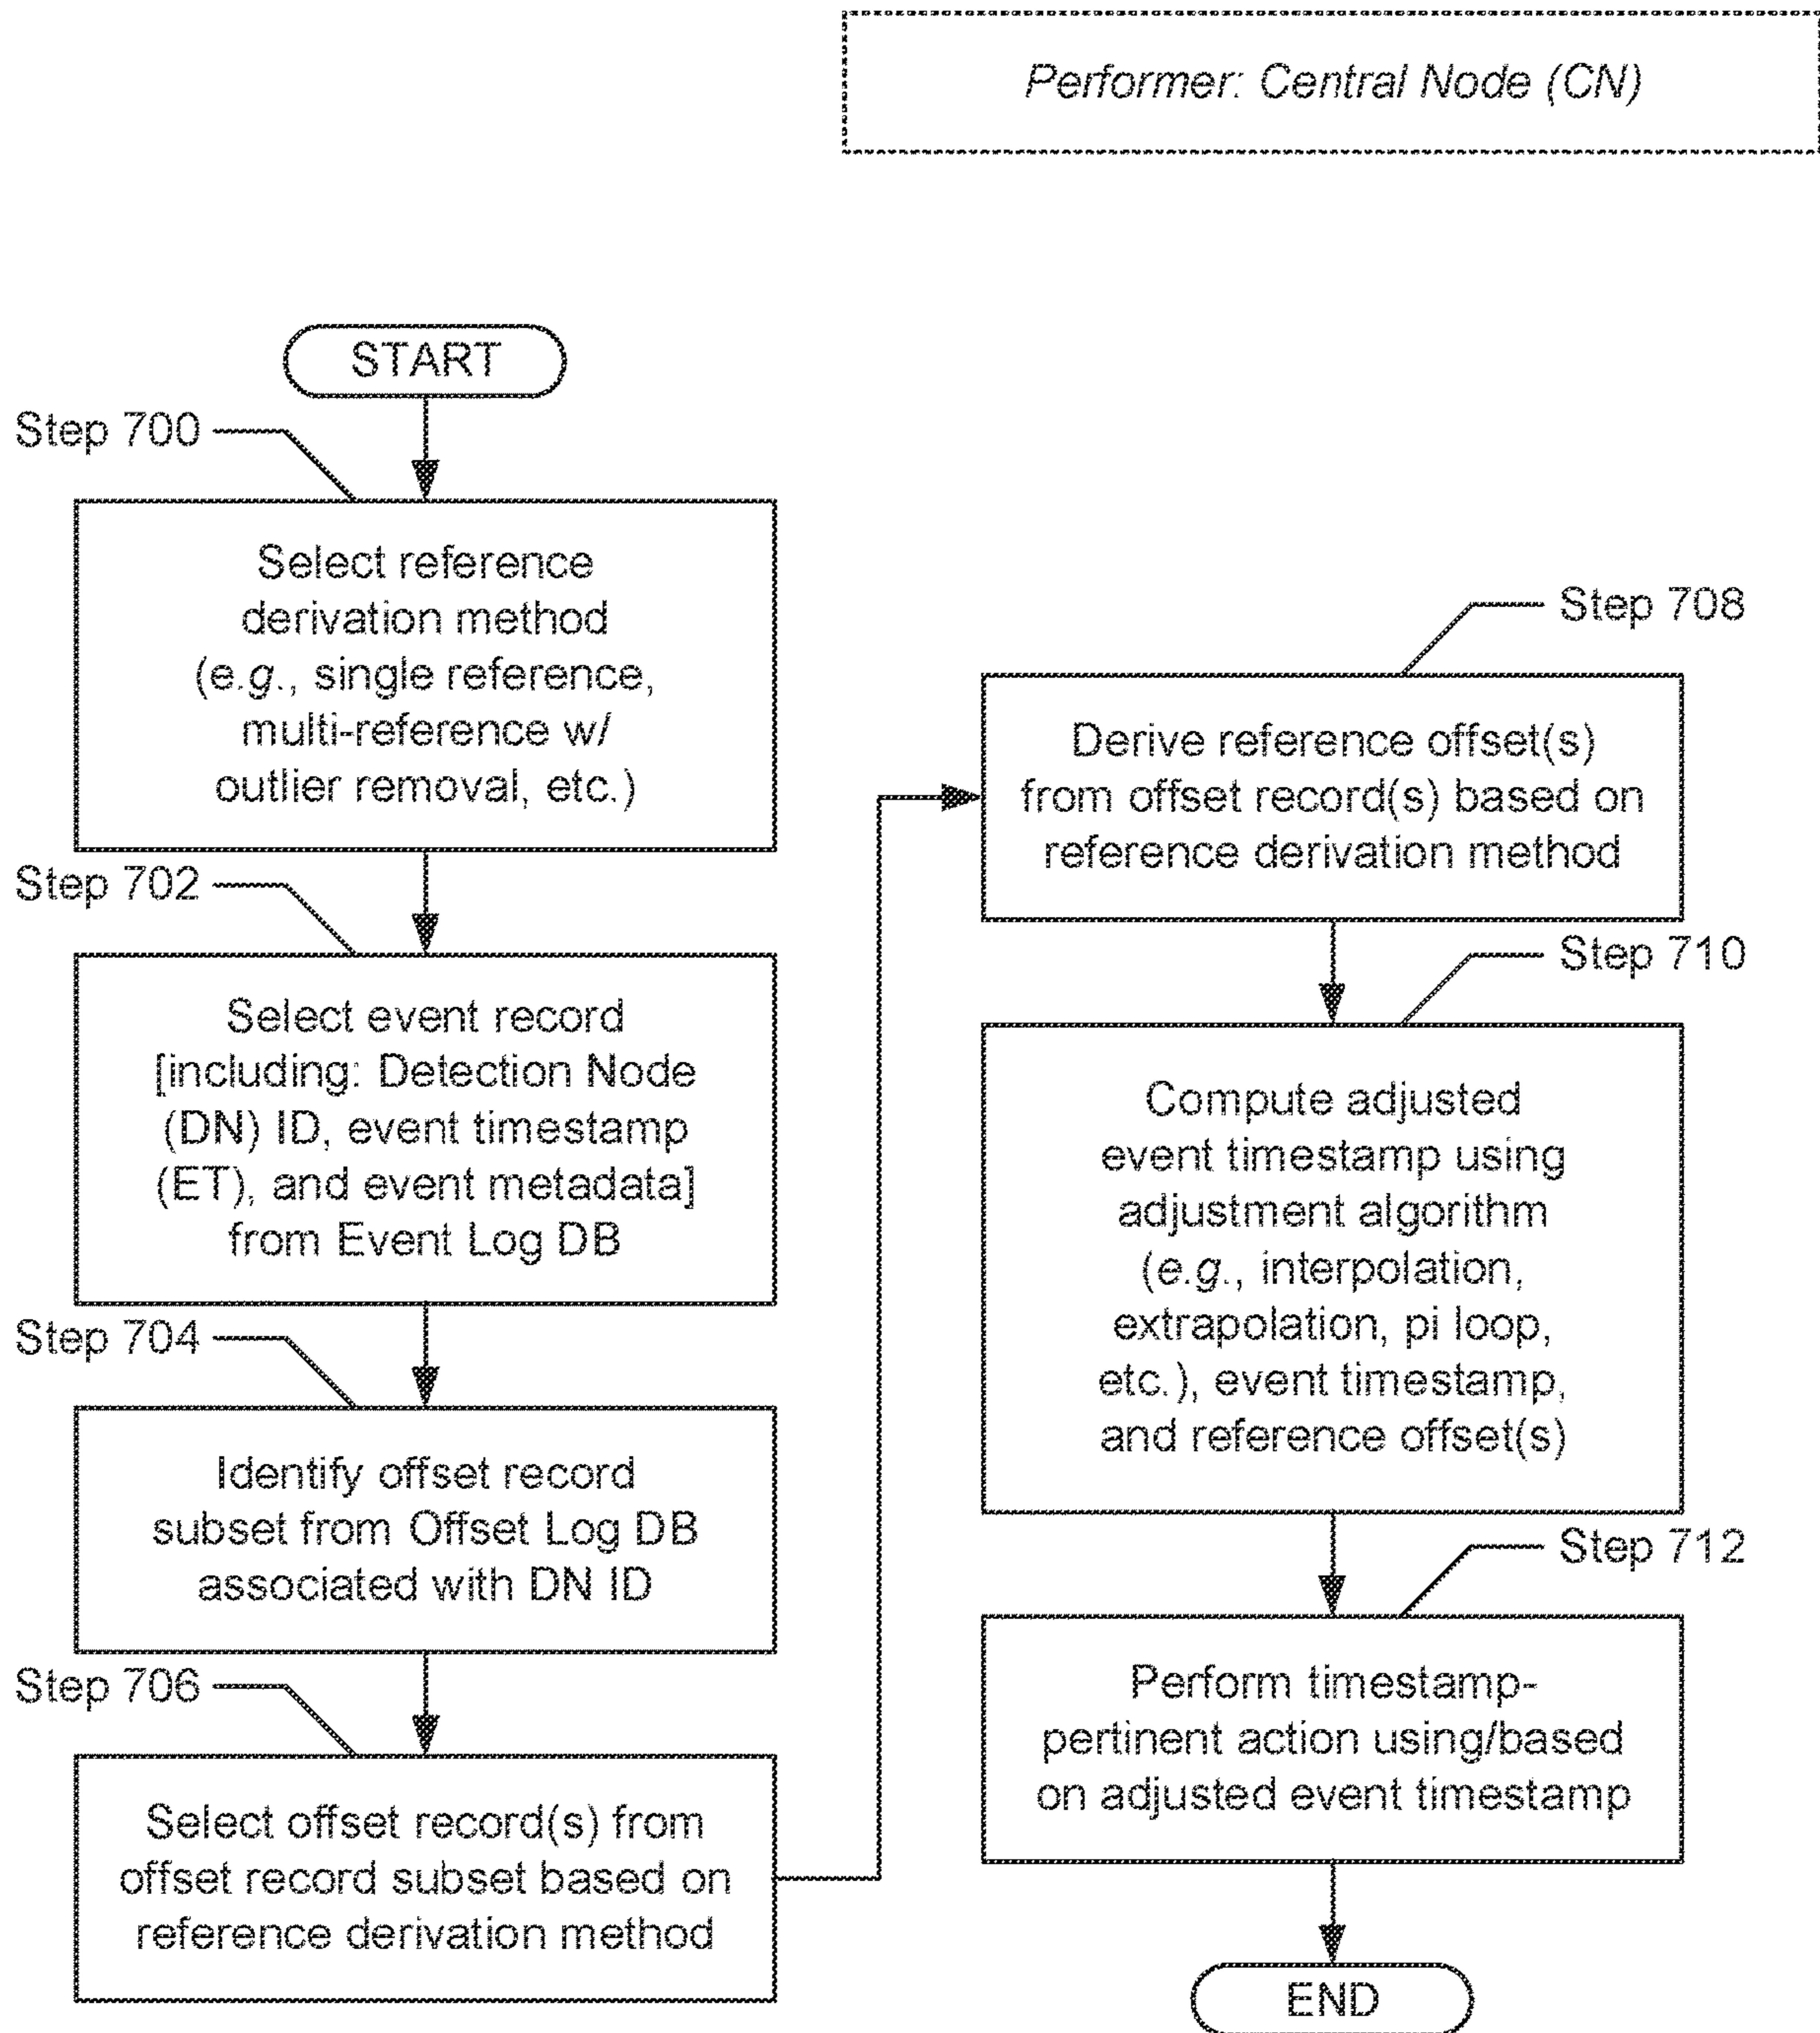 Performer: Central Node (CN)
START
Step 700
Select reference
derivation method
(e.g., single reference,
multi-reference w/
outlier removal, etc.)
Step 702
Select event record
[including: Detection Node
(DN) ID, event timestamp
(ET), and event metadata]
from Event Log DB
Step 704
Identify offset record
subset from Offset Log DB
associated with DN ID
Step 706
Select offset record(s) from
offset record subset based on
reference derivation method
Step 708
Derive reference offset(s)
from offset record(s) based on
reference derivation method
Step 710
Compute adjusted
event timestamp using
adjustment algorithm
(e.g., interpolation,
extrapolation, pi loop,
etc.), event timestamp,
and reference offset(s)
Step 712
Perform timestamp-
pertinent action using/based
on adjusted event timestamp
END